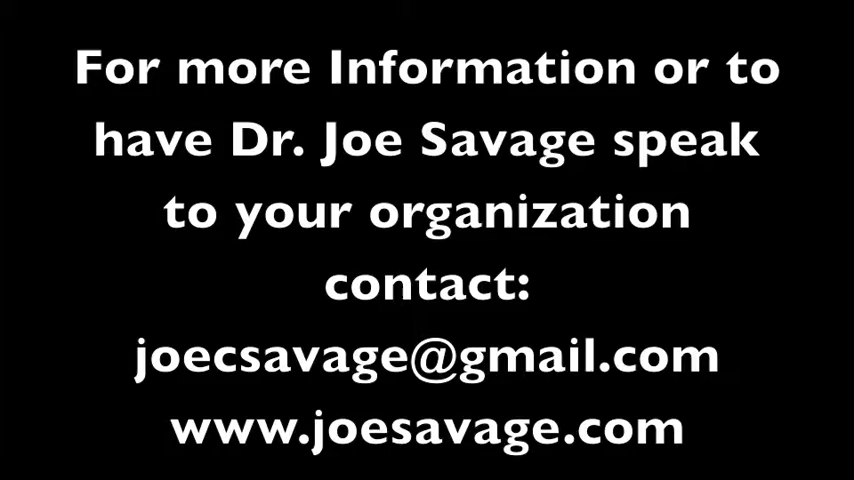 For more Information or to
have Dr. Joe Savage speak
to your organization
contact:
joecsavage@gmail.com
www.joesavage.com